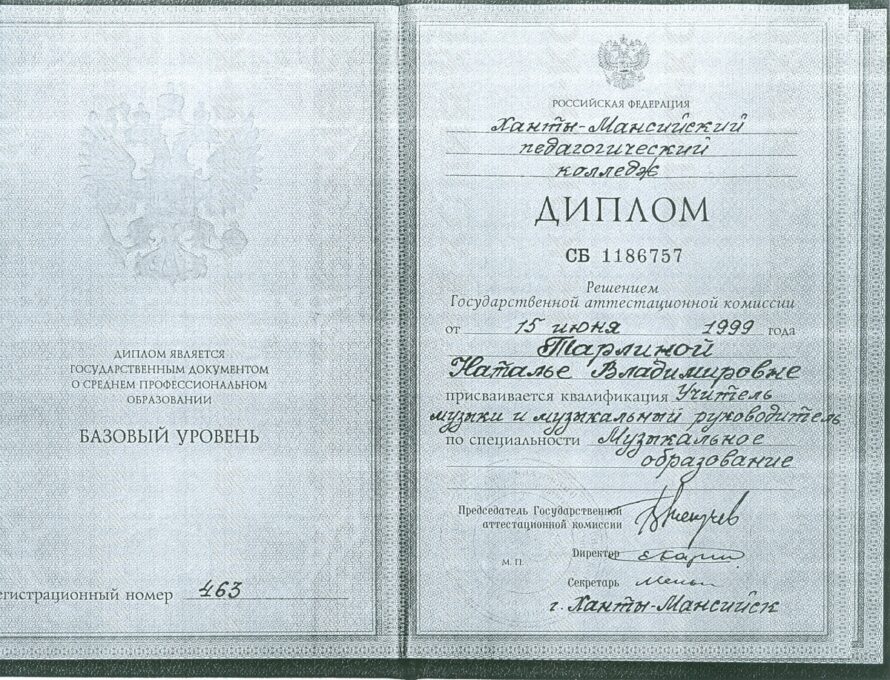 ДИПЛОМ ЯВЛЯЕТСЯ
ГОСУДАРСТВЕННЫМ ДОКУМЕНТОМ
О СРЕДНЕМ ПРОФЕССИОНАЛЬНОМ
ОБРАЗОВАНИИ
БАЗОВЫЙ УРОВЕНЬ
егистрационный номер 463
РОССИЙСКАЯ ФЕДЕРАЦИЯ
Ханты-Мансийский
педагогический
колледж
ДИПЛОМ
СБ 1186757
Решением
Государственной аттестационной комиссии
от 15 июня 1999 года
Тарлиной
Наталье Владимировне
присваивается квалификация Учитель
музыки и музыкальный руководитель
по специальности Музыкальное
образование
Председатель Государственной
аттестационной комиссии
Директор
М. П.
Секретарь
г. Ханты-Мансийск